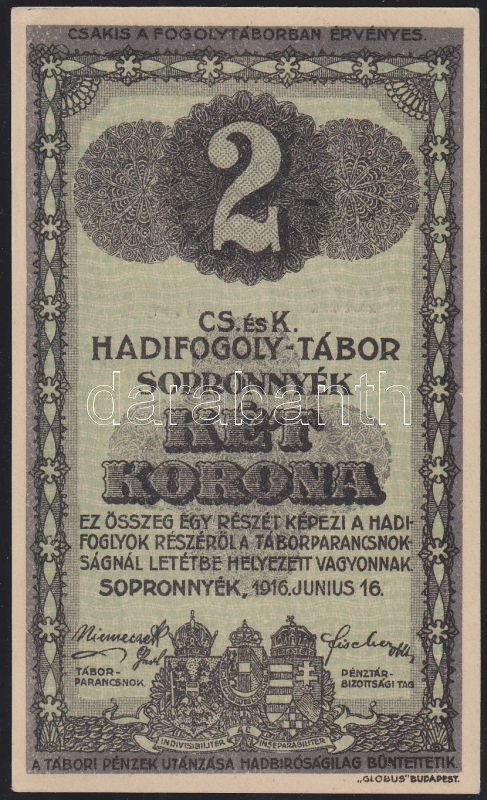 CSAKIS A FOGOLYTÁBORBAN ÉRVÉNYES.
2
CS. ÉS K.
HADIFOGOLY-TÁBOR
SOPRONNYÉK
darabanth
KÉT
KORONA
EZ ÖSSZEG EGY RÉSZÉT KÉPEZI A HADI-
FOGLYOK RÉSZÉRŐL A TÁBORPARANCSNOK-
SÁGNÁL LETÉTBE HELYEZETT VAGYONNAK.
SOPRONNYÉK, 1916. JUNIUS 16.
Fischer
TÁBOR-
PARANCSNOK
PÉNZTÁR-
BIZOTTSÁGI TAG
INDIVISIBILITER AC INSEPARABILITER
A TÁBORI PÉNZEK UTÁNZÁSA HADBIRÓSÁGILAG BÜNTETTETIK.
„GLOBUS" BUDAPEST.